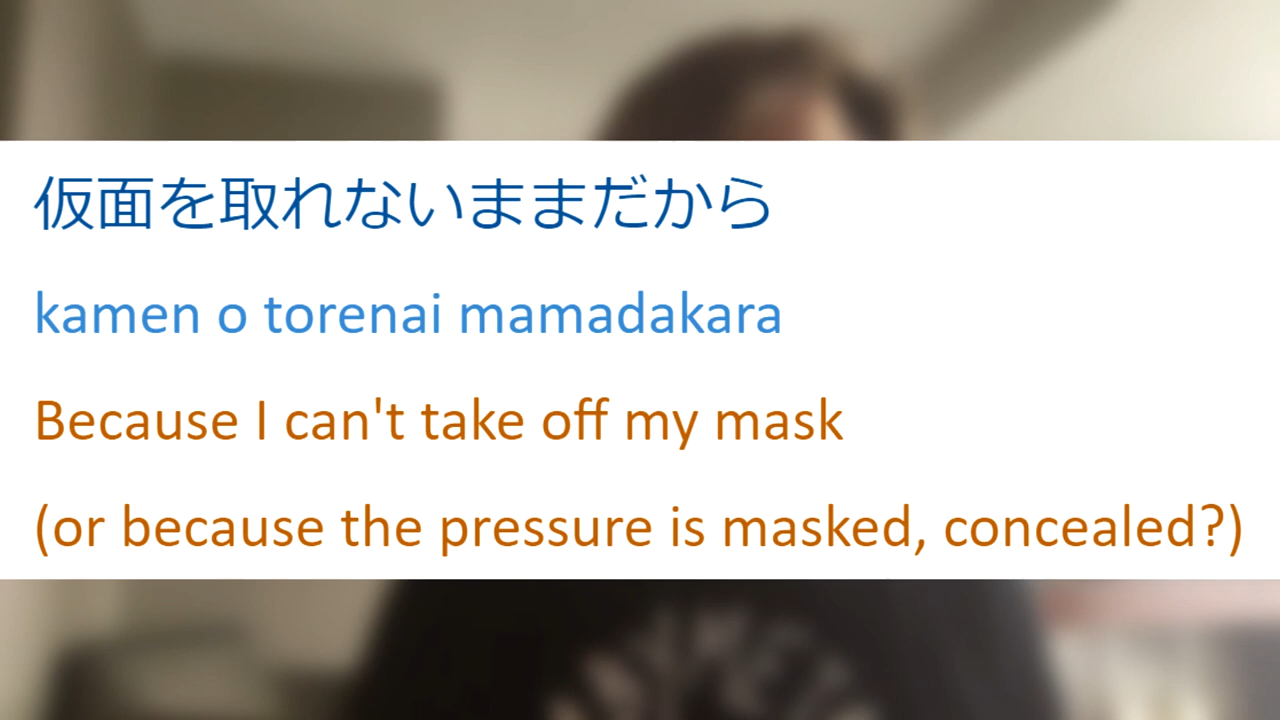 仮面を取れないままだから
kamen o torenai mamadakara
Because I can't take off my mask
(or because the pressure is masked, concealed?)